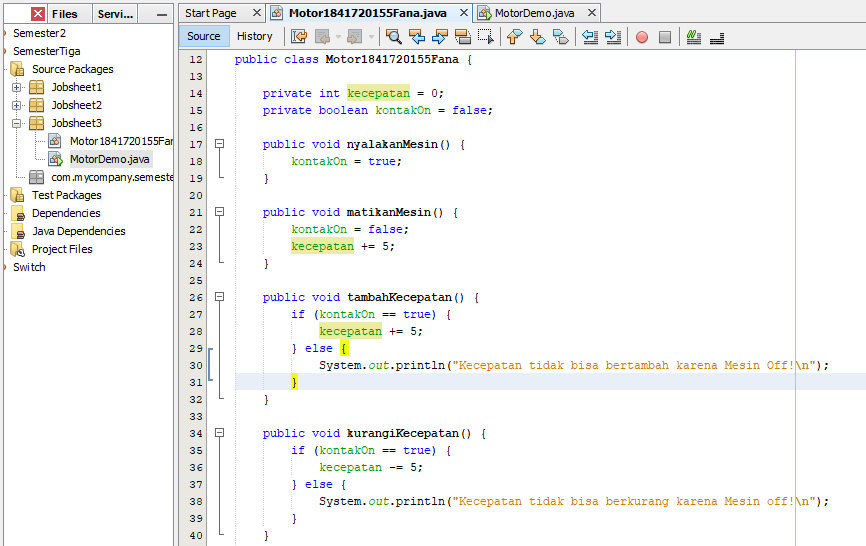 Files
Servi...
Semester2
SemesterTiga
Source Packages
Jobsheet1
Jobsheet2
Jobsheet3
Motor1841720155Fan
MotorDemo.java
com.mycompany.semeste
Test Packages
Dependencies
Java Dependencies
Project Files
Switch
Start Page
Motor1841720155Fana.java
MotorDemo.java
Source
History
12 public class Motor1841720155Fana {
13
14 private int kecepatan = 0;
15 private boolean kontakOn = false;
16
17 public void nyalakanMesin() {
18 kontakOn = true;
19 }
20
21 public void matikanMesin() {
22 kontakOn = false;
23 kecepatan += 5;
24 }
25
26 public void tambahKecepatan() {
27 if (kontakOn == true) {
28 kecepatan += 5;
29 } else {
30 System.out.println("Kecepatan tidak bisa bertambah karena Mesin Off!\n");
31 }
32 }
33
34 public void kurangiKecepatan() {
35 if (kontakOn == true) {
36 kecepatan -= 5;
37 } else {
38 System.out.println("Kecepatan tidak bisa berkurang karena Mesin off!\n");
39 }
40 }